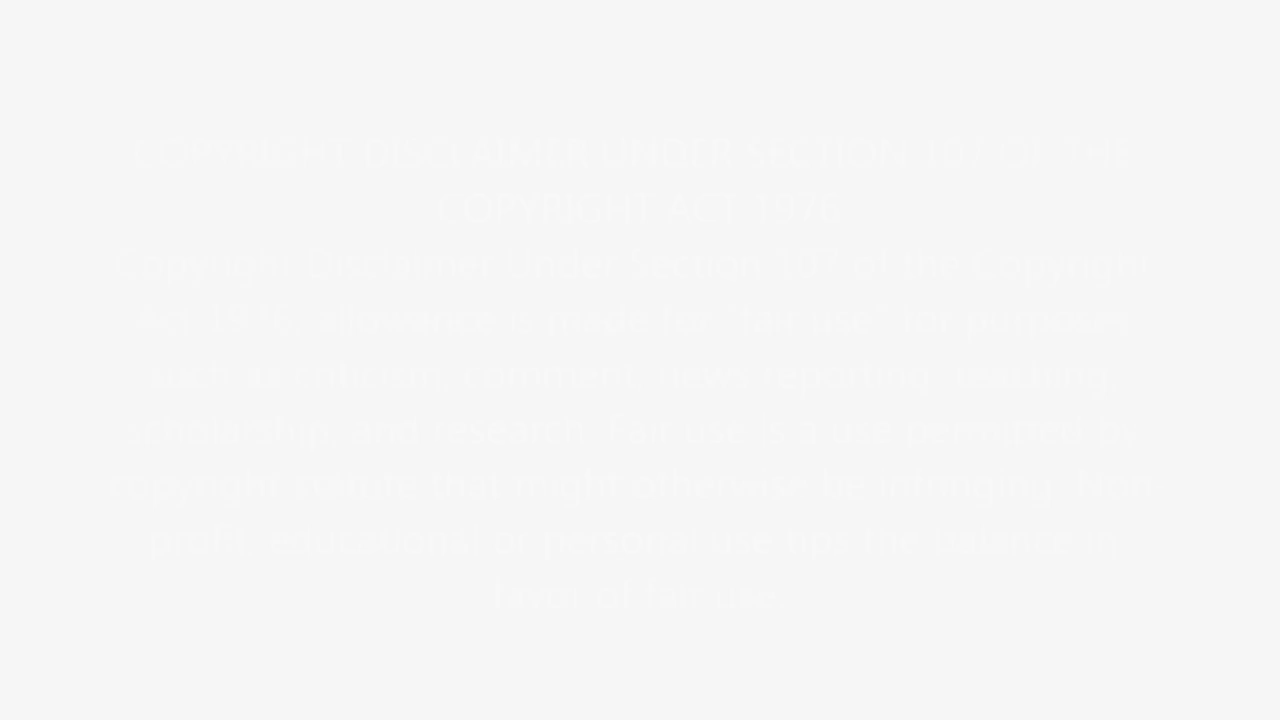 COPYRIGHT DISCLAIMER UNDER SECTION 107 OF THE
COPYRIGHT ACT 1976
Copyright Disclaimer Under Section 107 of the Copyright
Act 1976, allowance is made for "fair use" for purposes
such as criticism, comment, news reporting, teaching,
scholarship, and research. Fair use is a use permitted by
copyright statute that might otherwise be infringing. Non
profit, educational or personal use tips the balance in
favor of fair use